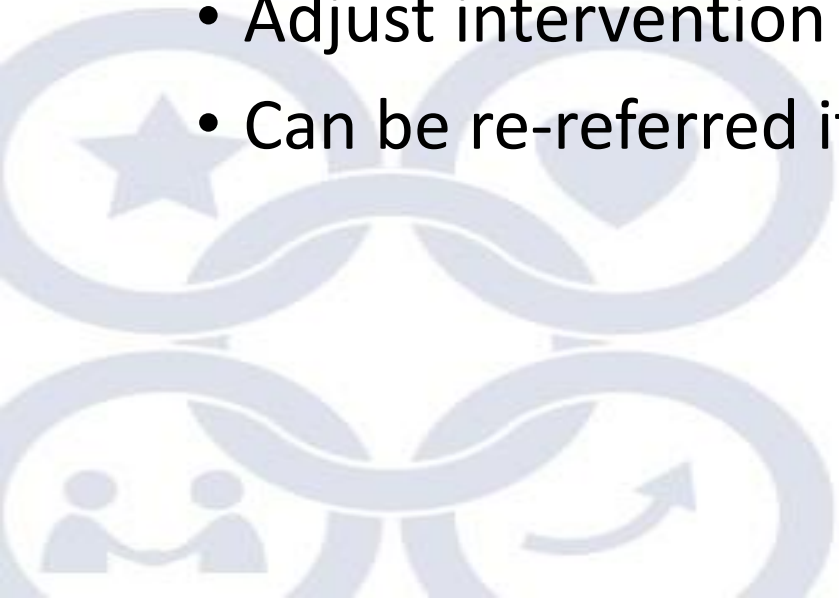 • Adjust intervention
• Can be re-referred